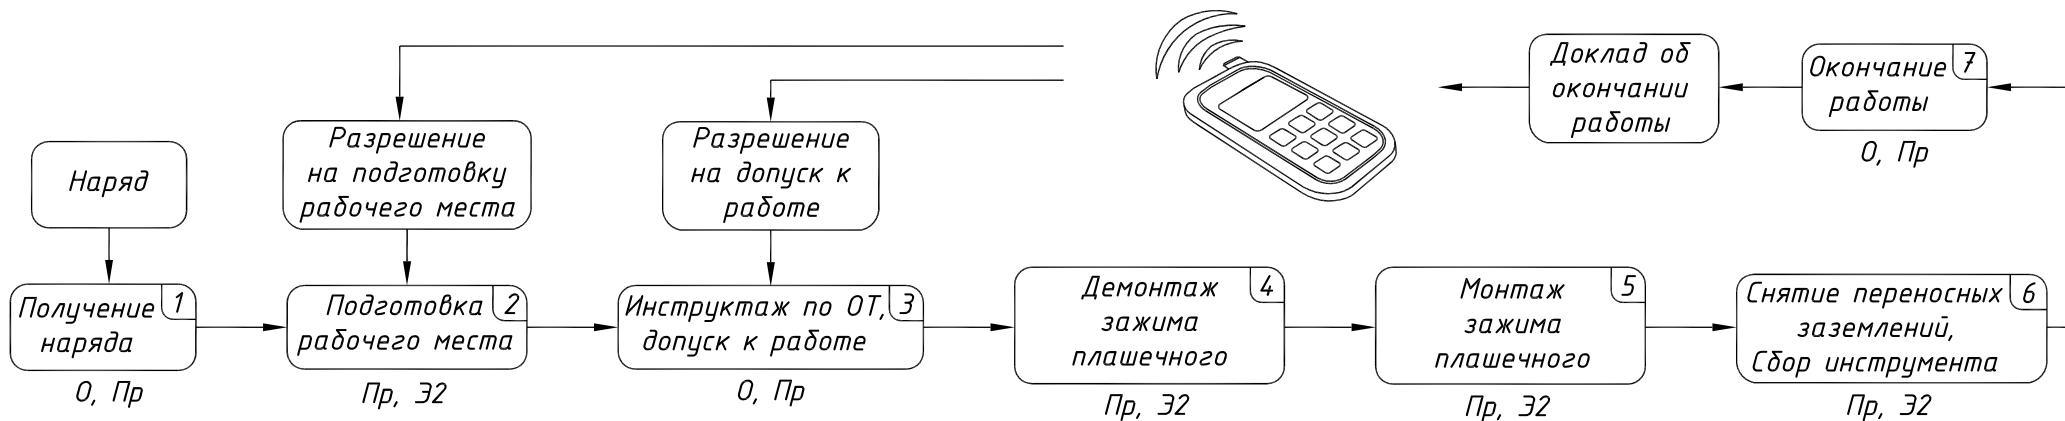 Наряд
Получение 1
наряда
О, Пр
Разрешение
на подготовку
рабочего места
Подготовка 2
рабочего места
Пр, Э2
Разрешение
на допуск к
работе
Инструктаж по ОТ, 3
допуск к работе
О, Пр
Демонтаж 4
зажима
плашечного
Пр, Э2
Монтаж 5
зажима
плашечного
Пр, Э2
Снятие переносных 6
заземлений,
Сбор инструмента
Пр, Э2
Окончание 7
работы
О, Пр
Доклад об
окончании
работы